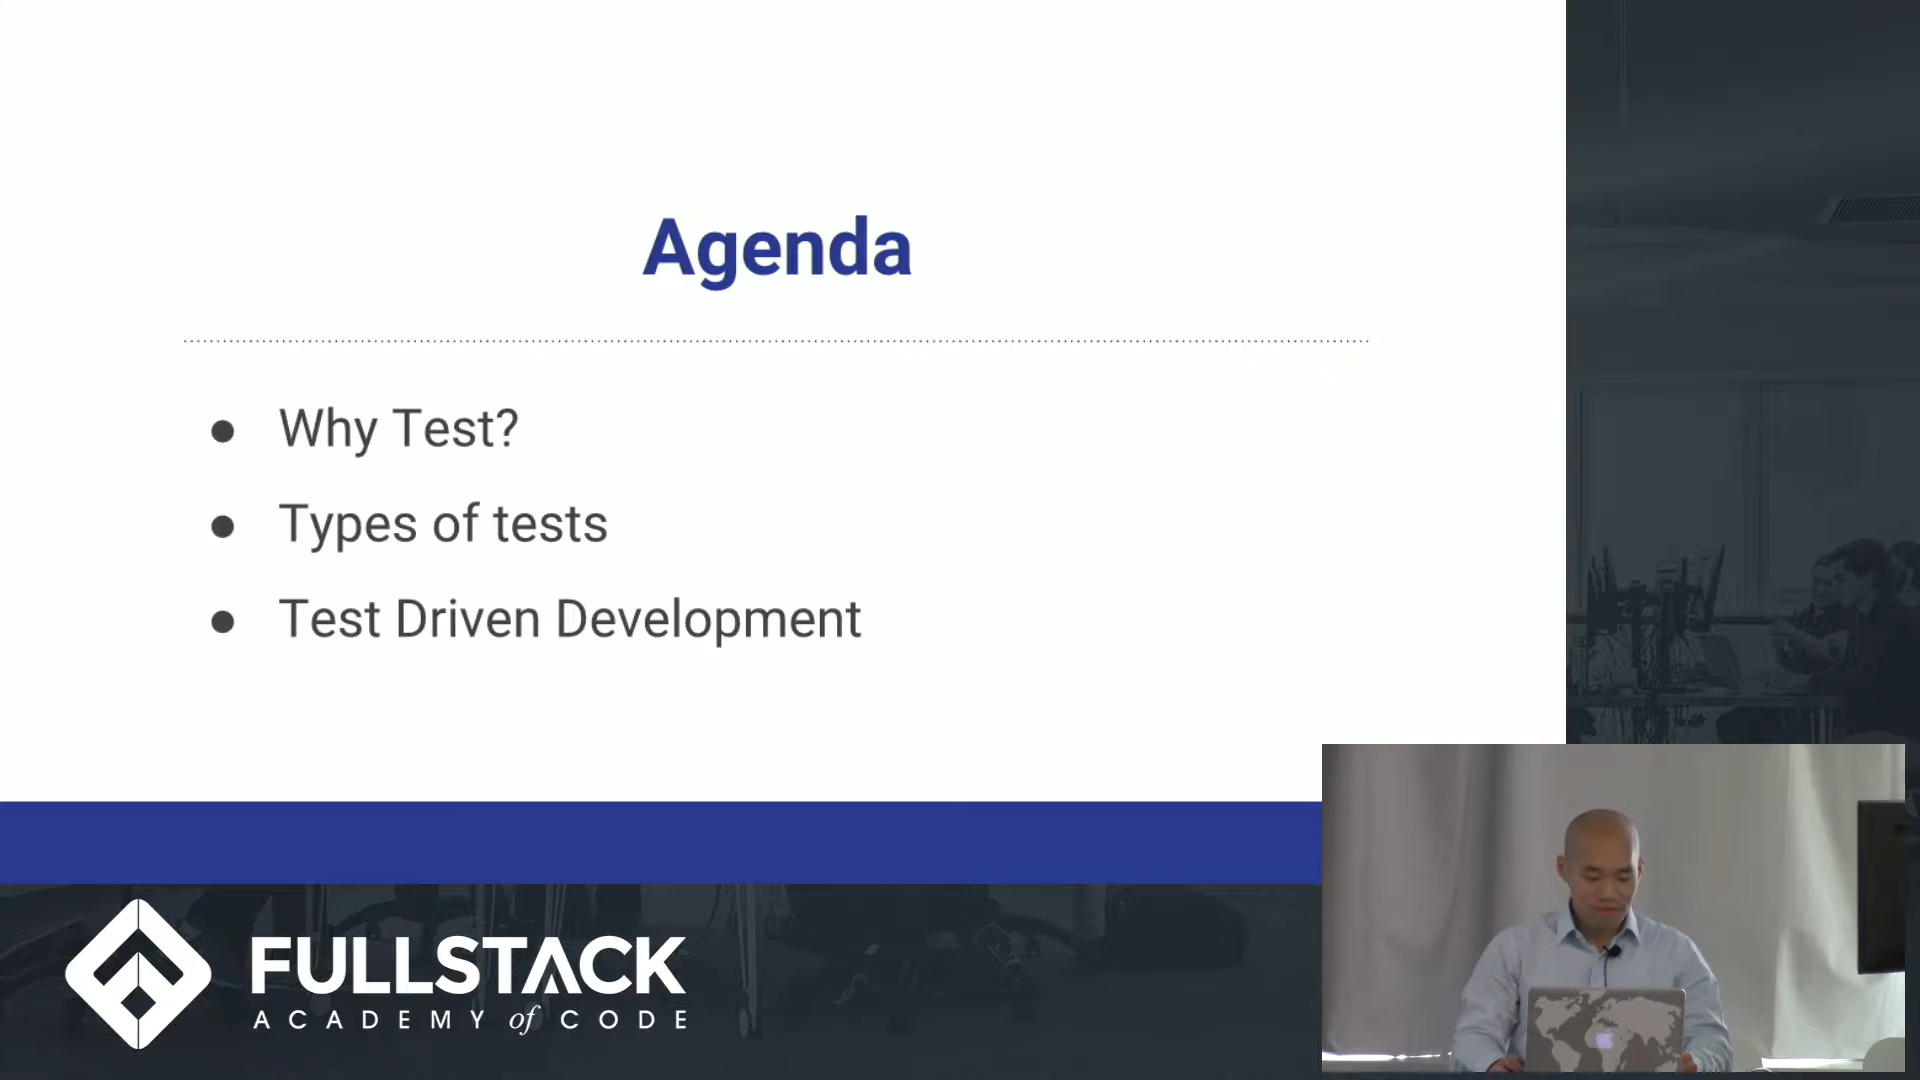 Agenda
● Why Test?
● Types of tests
● Test Driven Development
FULLSTACK
ACADEMY of CODE